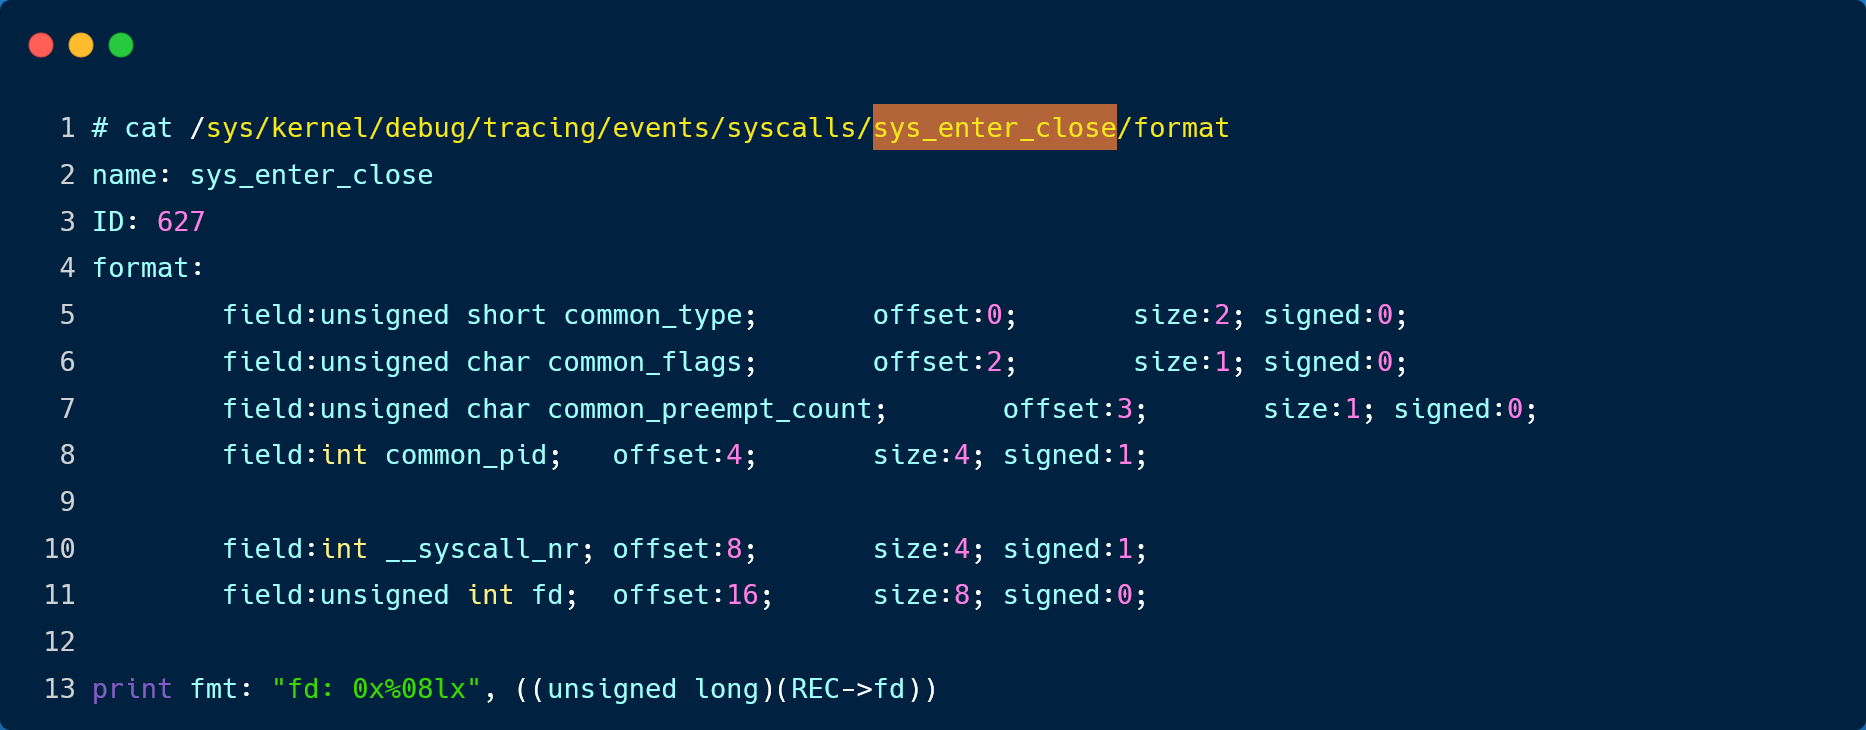 1 # cat /sys/kernel/debug/tracing/events/syscalls/sys_enter_close/format
2 name: sys_enter_close
3 ID: 627
4 format:
5         field:unsigned short common_type;       offset:0;       size:2; signed:0;
6         field:unsigned char common_flags;       offset:2;       size:1; signed:0;
7         field:unsigned char common_preempt_count;       offset:3;       size:1; signed:0;
8         field:int common_pid;   offset:4;       size:4; signed:1;
9
10         field:int __syscall_nr; offset:8;       size:4; signed:1;
11         field:unsigned int fd;  offset:16;      size:8; signed:0;
12
13 print fmt: "fd: 0x%08lx", ((unsigned long)(REC->fd))